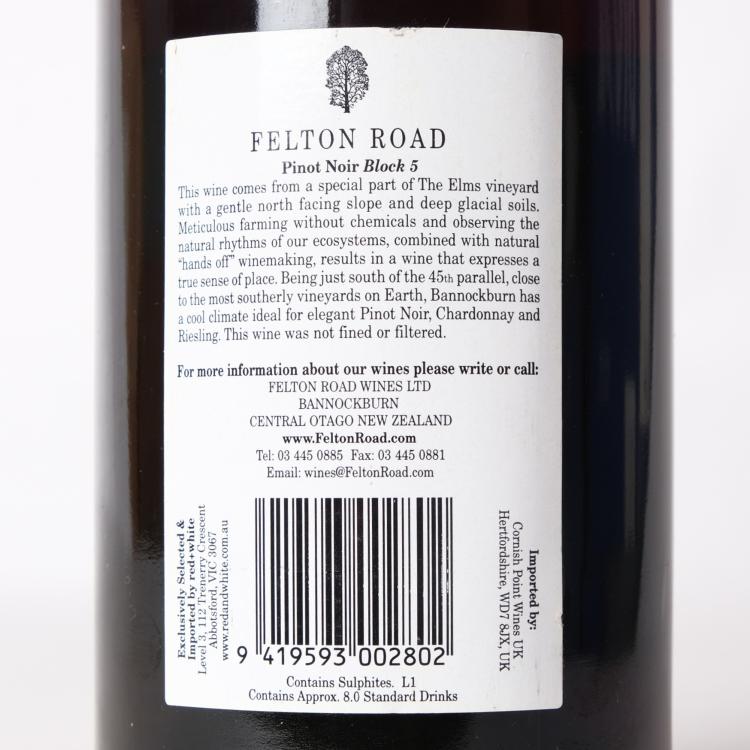 FELTON ROAD
Pinot Noir Block 5
This wine comes from a special part of The Elms vineyard
with a gentle north facing slope and deep glacial soils.
Meticulous farming without chemicals and observing the
natural rhythms of our ecosystems, combined with natural
"hands off" winemaking, results in a wine that expresses a
true sense of place. Being just south of the 45th parallel, close
to the most southerly vineyards on Earth, Bannockburn has
a cool climate ideal for elegant Pinot Noir, Chardonnay and
Riesling. This wine was not fined or filtered.
For more information about our wines please write or call:
FELTON ROAD WINES LTD
BANNOCKBURN
CENTRAL OTAGO NEW ZEALAND
www.FeltonRoad.com
Tel: 03 445 0885 Fax: 03 445 0881
Email: wines@FeltonRoad.com
Exclusively Selected &
Imported by red+white
Level 3, 112 Trenerry Crescent
Abbotsford, VIC 3067
www.redandwhite.com.au
9 419593 002802
Imported by:
Cornish Point Wines UK
Hertfordshire, WD7 8JX, UK
Contains Sulphites. L1
Contains Approx. 8.0 Standard Drinks